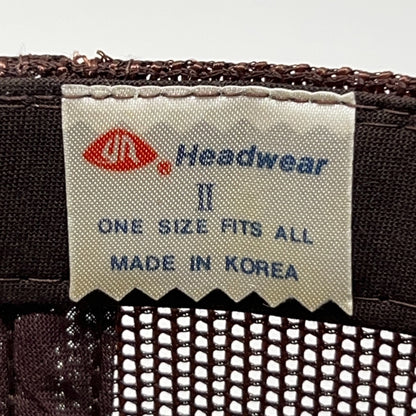 ® Headwear
II
ONE SIZE FITS ALL
MADE IN KOREA